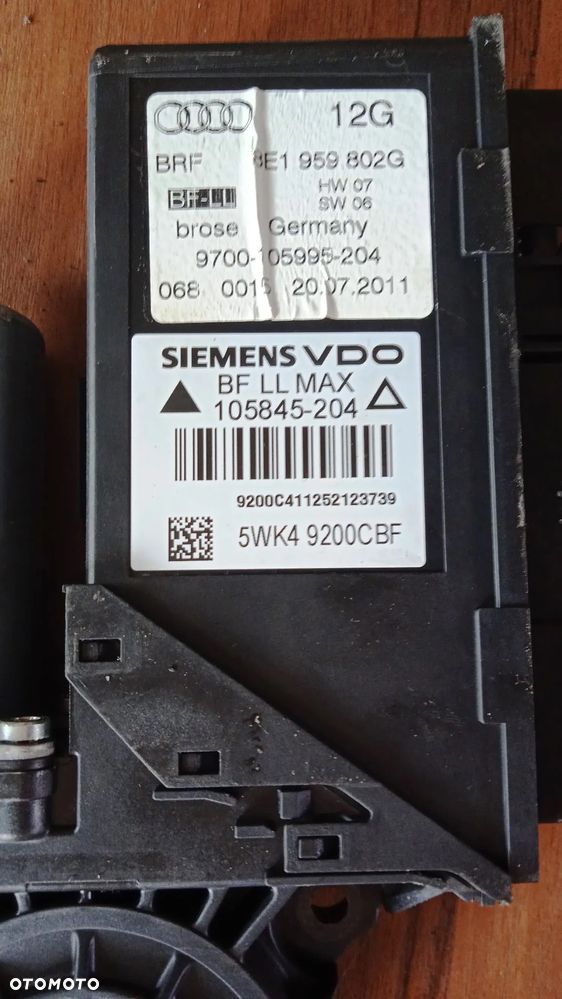 12G
BRF 8E1 959 802G
HW 07
BF-LL
SW 06
brose Germany
9700-105995-204
068 0015 20.07.2011
SIEMENS VDO
BF LL MAX
105845-204
9200C411252123739
5WK4 9200CBF
OTOMOTO